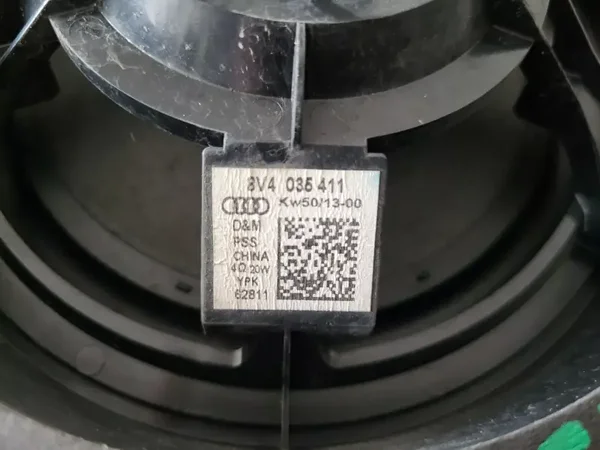 8V4 035 411
Kw50/13-00
D&M
PSS
CHINA
4Ω 20W
YPK
62811